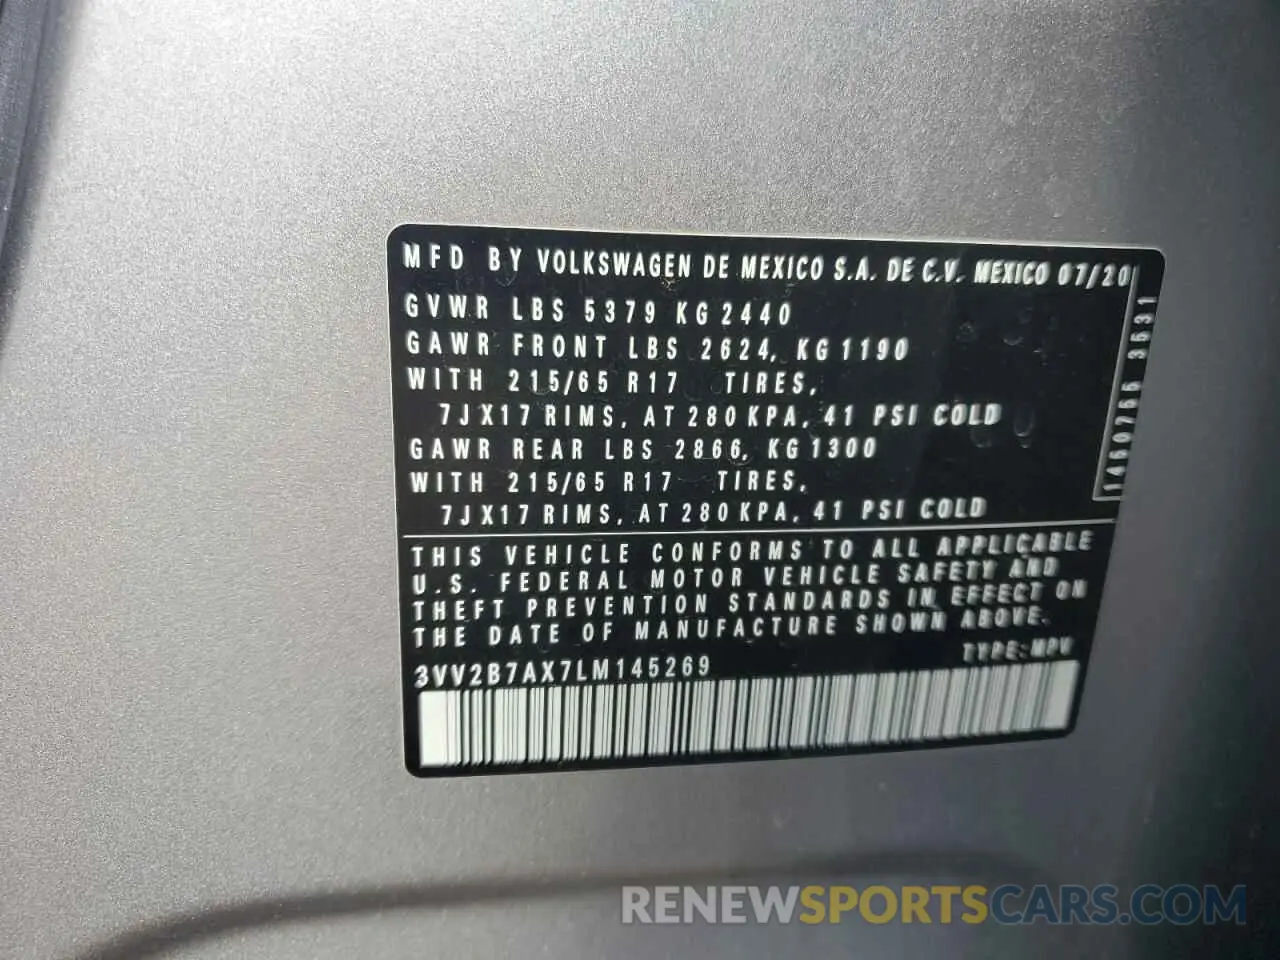 MFD BY VOLKSWAGEN DE MEXICO S.A. DE C.V. MEXICO 07/20
GVWR LBS 5379 KG 2440
GAWR FRONT LBS 2624, KG 1190
WITH 215/65 R17 TIRES,
7JX17 RIMS, AT 280 KPA, 41 PSI COLD
GAWR REAR LBS 2866, KG 1300
WITH 215/65 R17 TIRES,
7JX17 RIMS, AT 280 KPA, 41 PSI COLD
1450766 3531
THIS VEHICLE CONFORMS TO ALL APPLICABLE
U.S. FEDERAL MOTOR VEHICLE SAFETY AND
THEFT PREVENTION STANDARDS IN EFFECT ON
THE DATE OF MANUFACTURE SHOWN ABOVE.
TYPE: MPV
3VV2B7AX7LM145269
RENEWSPORTSCARS.COM